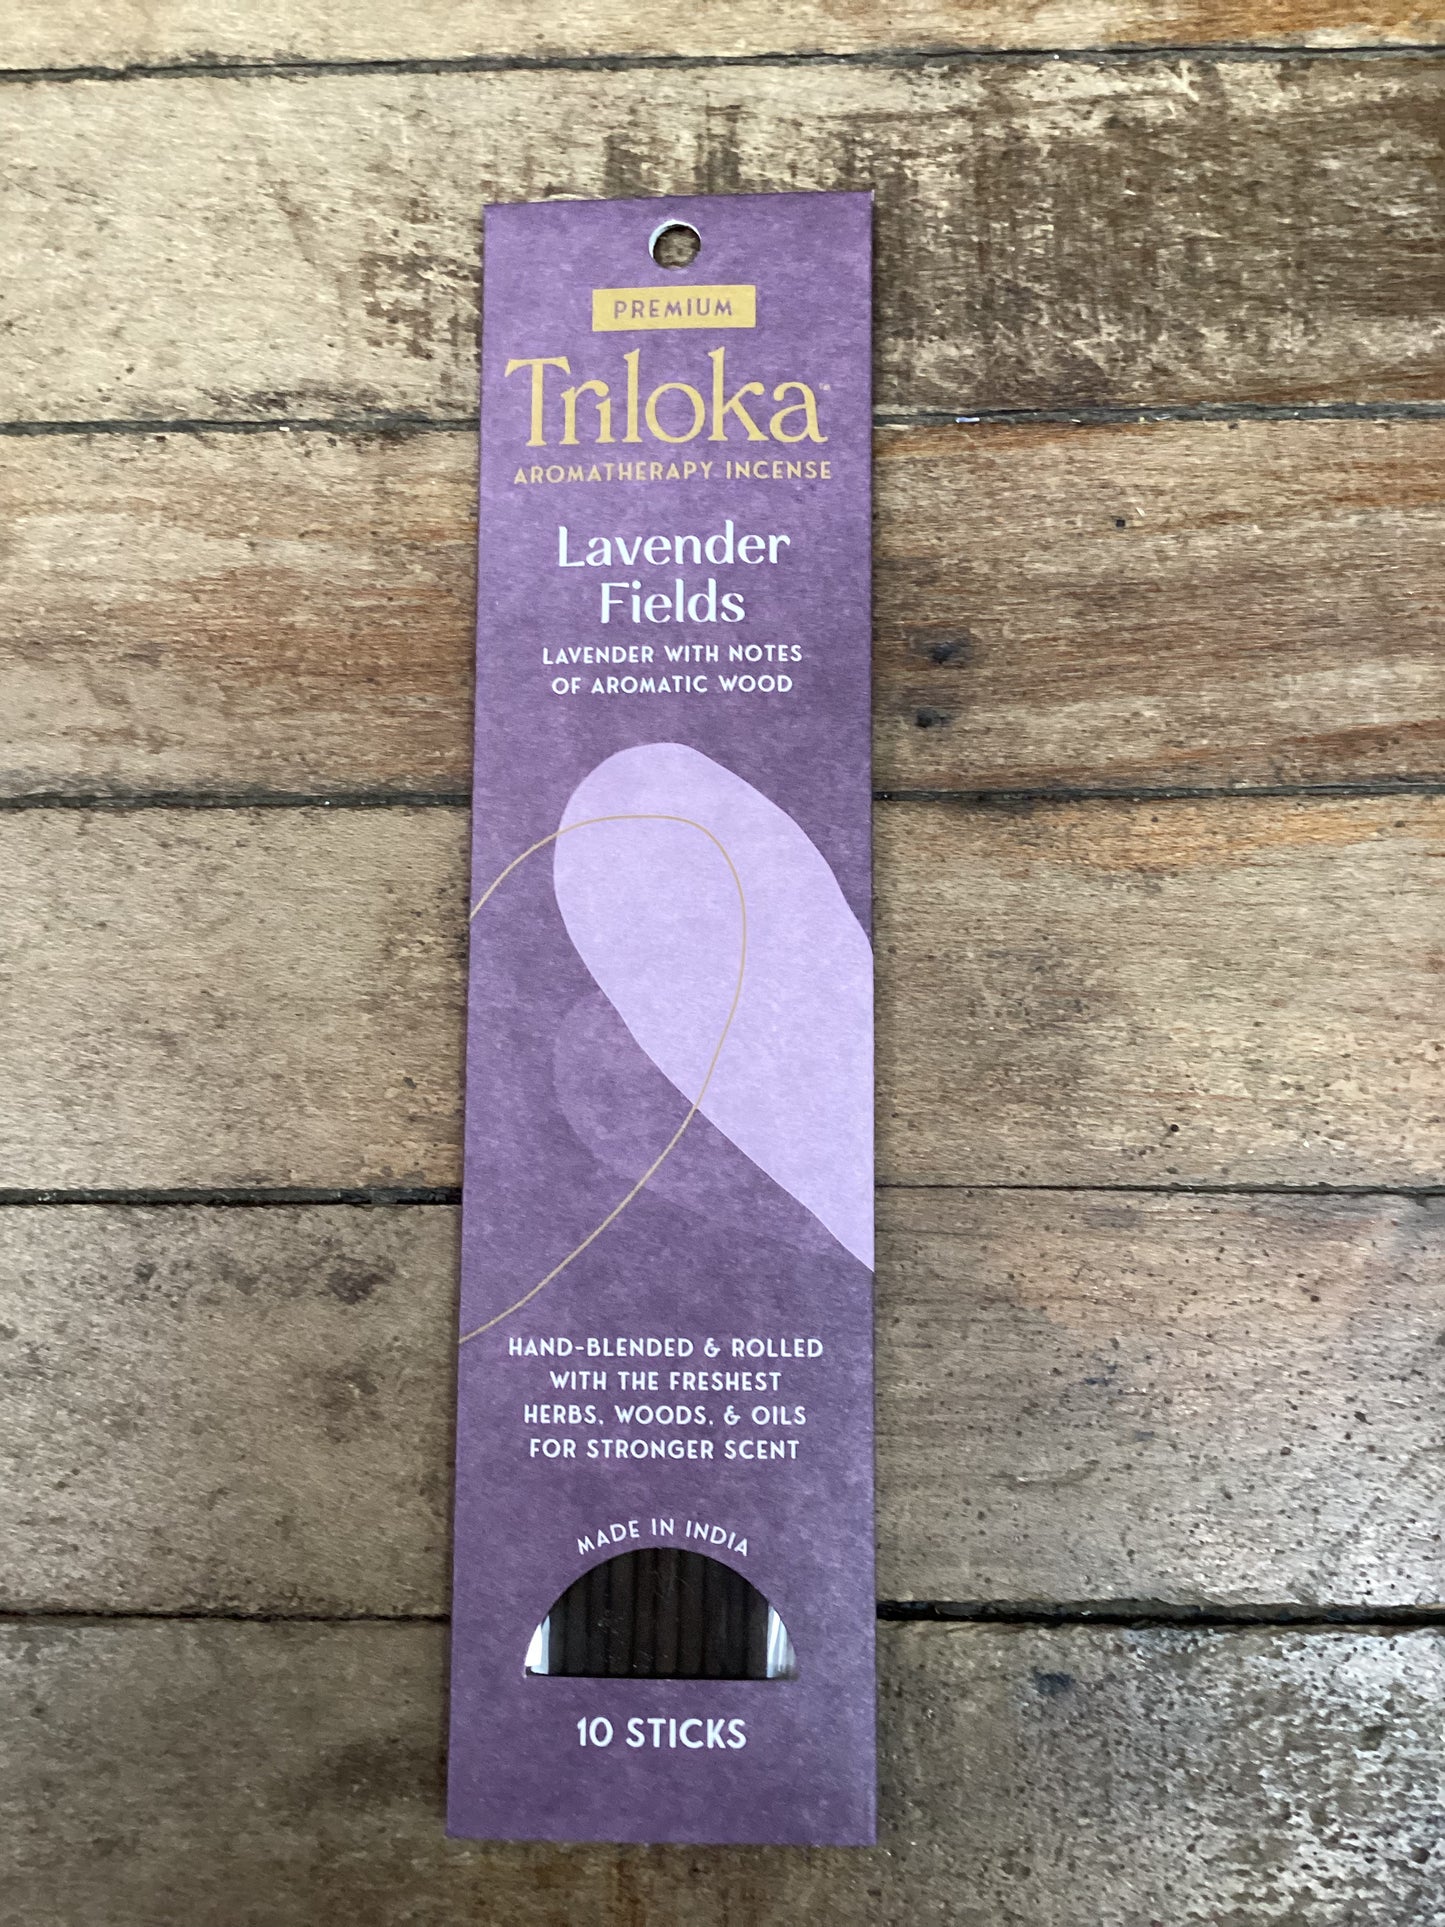 PREMIUM
Triloka
AROMATHERAPY INCENSE
Lavender
Fields
LAVENDER WITH NOTES
OF AROMATIC WOOD
HAND-BLENDED & ROLLED
WITH THE FRESHEST
HERBS, WOODS, & OILS
FOR STRONGER SCENT
MADE IN INDIA
10 STICKS